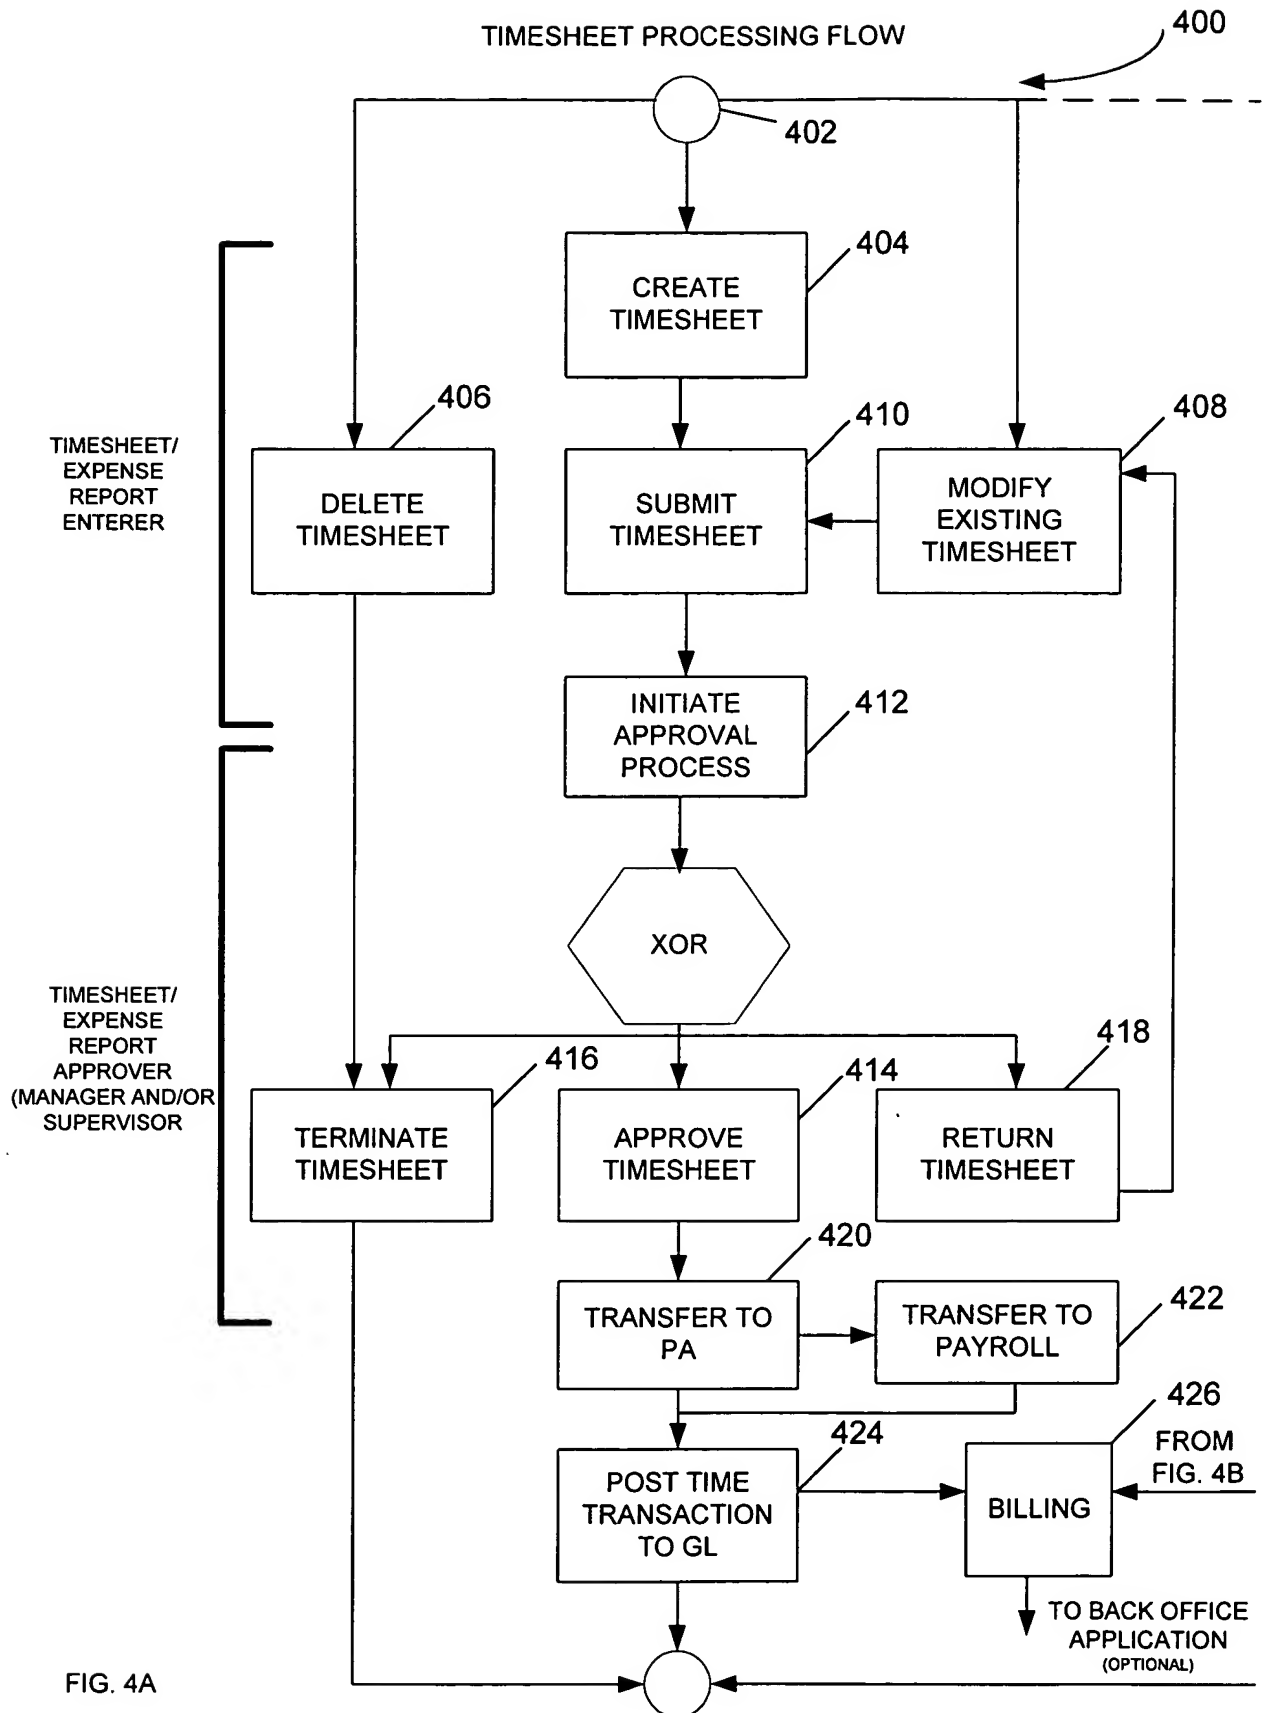 TIMESHEET PROCESSING FLOW
400
402
404
CREATE
TIMESHEET
406
410
408
TIMESHEET/
EXPENSE
REPORT
ENTERER
DELETE
TIMESHEET
SUBMIT
TIMESHEET
MODIFY
EXISTING
TIMESHEET
INITIATE
APPROVAL
PROCESS
412
XOR
TIMESHEET/
EXPENSE
REPORT
APPROVER
(MANAGER AND/OR
SUPERVISOR
416
414
418
TERMINATE
TIMESHEET
APPROVE
TIMESHEET
RETURN
TIMESHEET
420
TRANSFER TO
PA
TRANSFER TO
PAYROLL
422
424
426
FROM
FIG. 4B
POST TIME
TRANSACTION
TO GL
BILLING
TO BACK OFFICE
APPLICATION
(OPTIONAL)
FIG. 4A